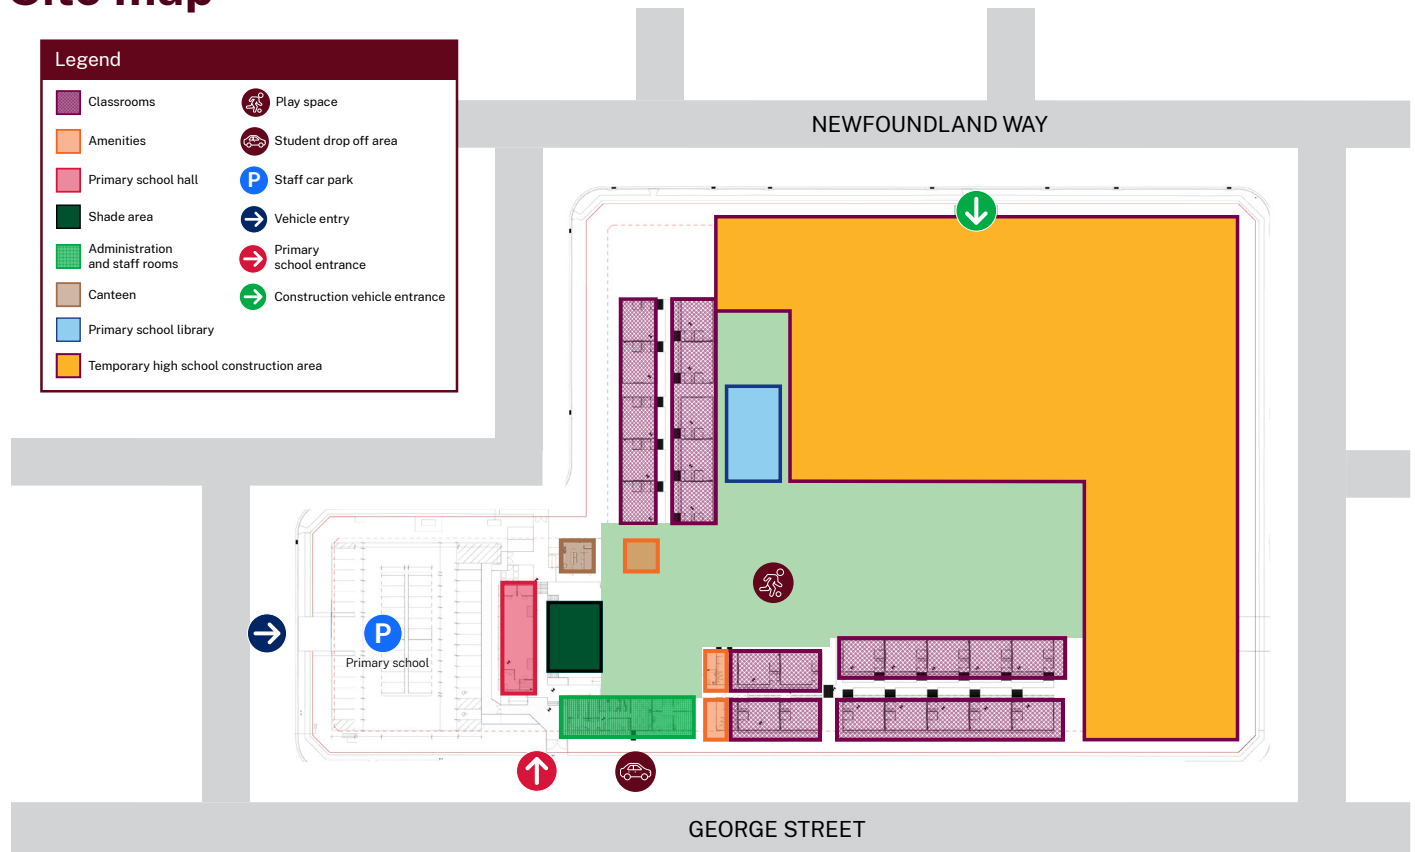 Site map
Legend
Classrooms
Amenities
Primary school hall
Shade area
Administration
and staff rooms
Canteen
Primary school library
Temporary high school construction area
Play space
Student drop off area
P
Staff car park
Vehicle entry
Primary
school entrance
Construction vehicle entrance
NEWFOUNDLAND WAY
P
Primary school
GEORGE STREET